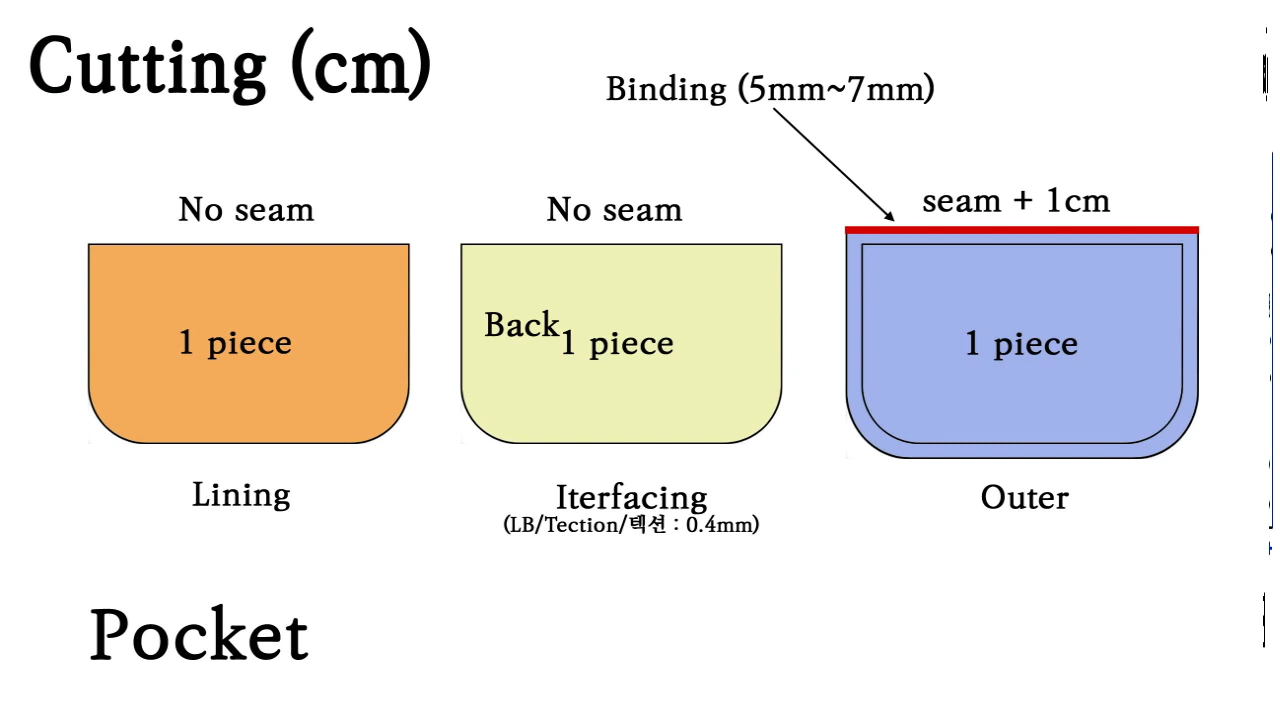 Cutting (cm)
Binding (5mm~7mm)
No seam
No seam
seam + 1cm
1 piece
Back
1 piece
1 piece
Lining
Iterfacing
Outer
(LB/Tection/텍션 : 0.4mm)
Pocket